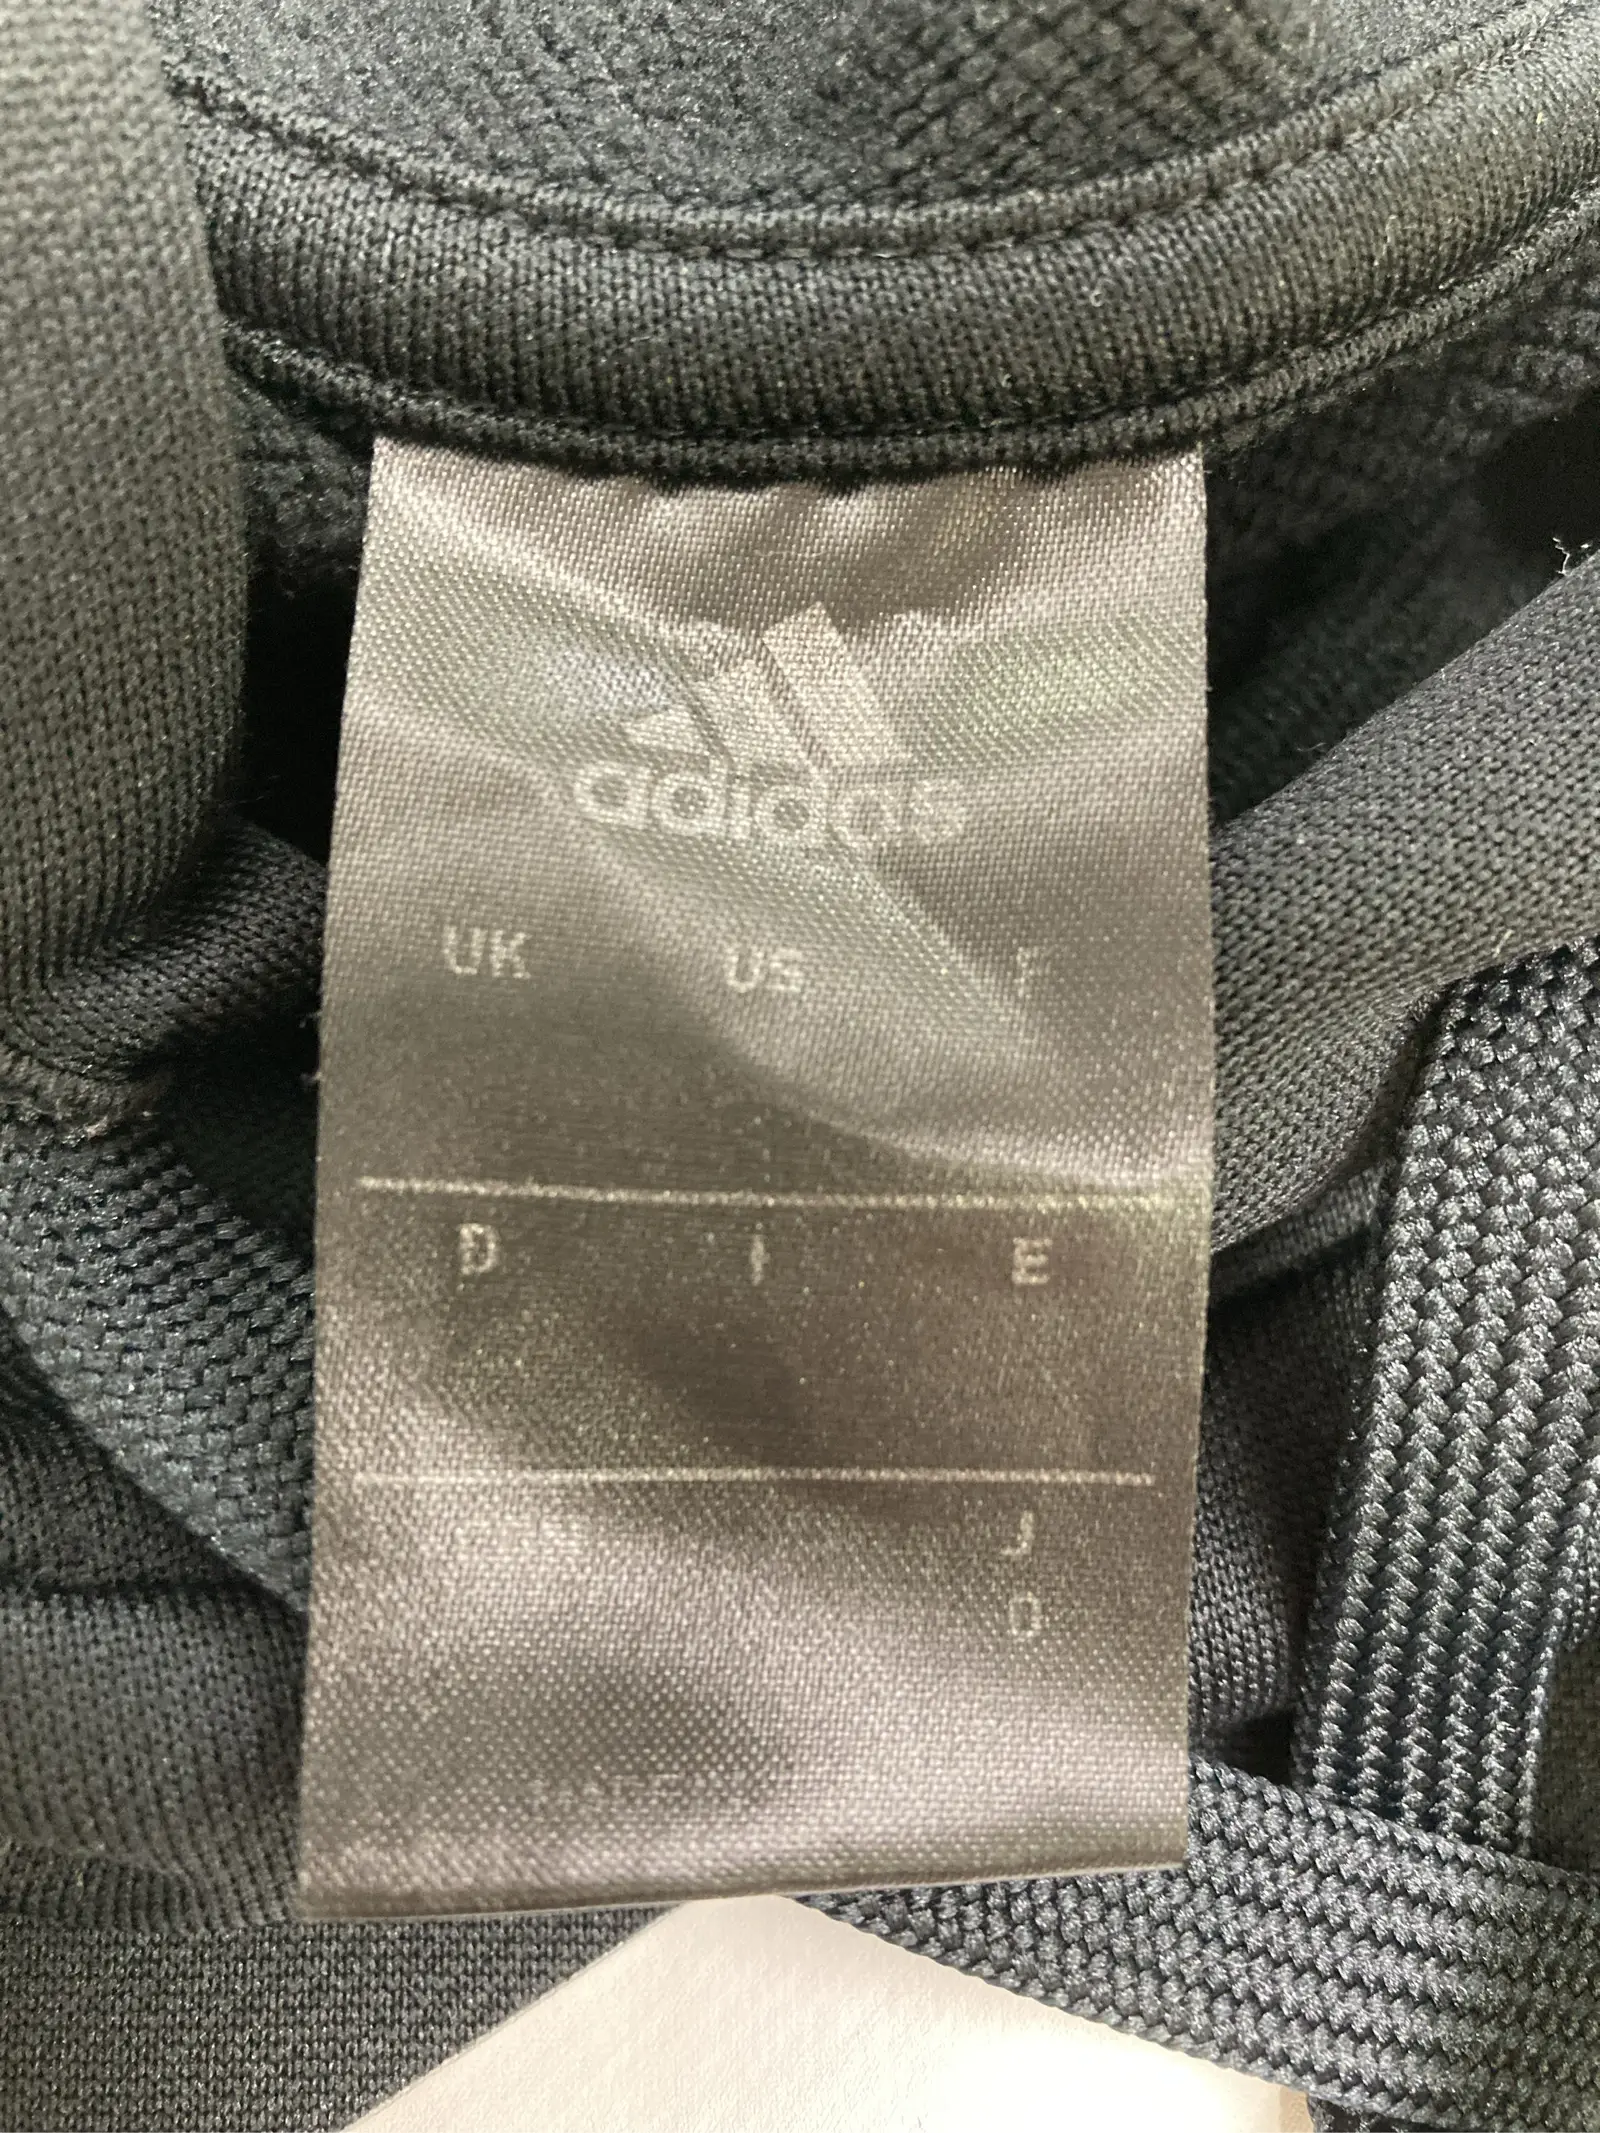 adidas
UK US F
D I E
J
O